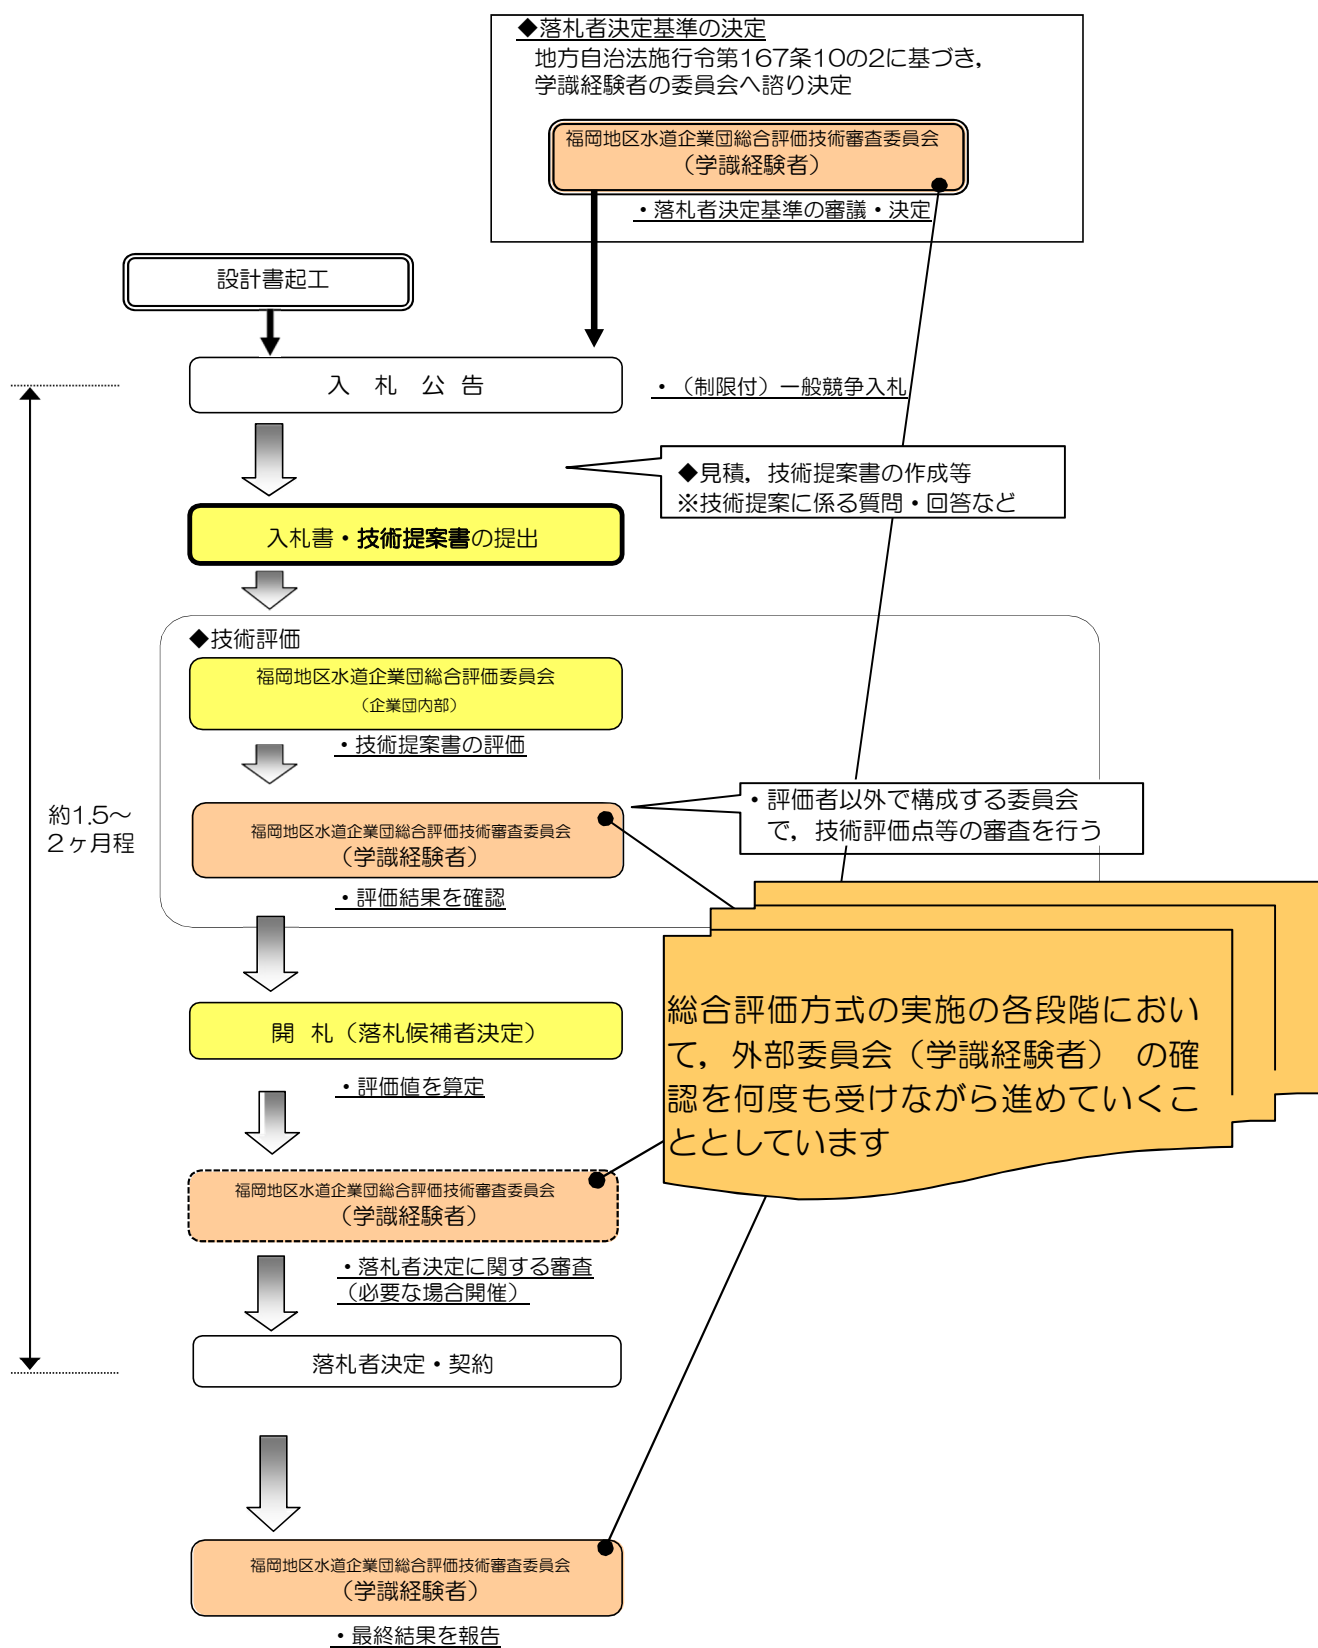 ◆落札者決定基準の決定
地方自治法施行令第167条10の2に基づき，
学識経験者の委員会へ諮り決定
福岡地区水道企業団総合評価技術審査委員会
（学識経験者）
・落札者決定基準の審議・決定
設計書起工
入 札 公 告
・（制限付）一般競争入札
◆見積，技術提案書の作成等
※技術提案に係る質問・回答など
入札書・技術提案書の提出
◆技術評価
福岡地区水道企業団総合評価委員会
（企業団内部）
・技術提案書の評価
・評価者以外で構成する委員会
で，技術評価点等の審査を行う
約1.5～
2ヶ月程
福岡地区水道企業団総合評価技術審査委員会
（学識経験者）
・評価結果を確認
総合評価方式の実施の各段階におい
て，外部委員会（学識経験者） の確
認を何度も受けながら進めていくこ
ととしています
開 札（落札候補者決定）
・評価値を算定
福岡地区水道企業団総合評価技術審査委員会
（学識経験者）
・落札者決定に関する審査
（必要な場合開催）
落札者決定・契約
福岡地区水道企業団総合評価技術審査委員会
（学識経験者）
・最終結果を報告